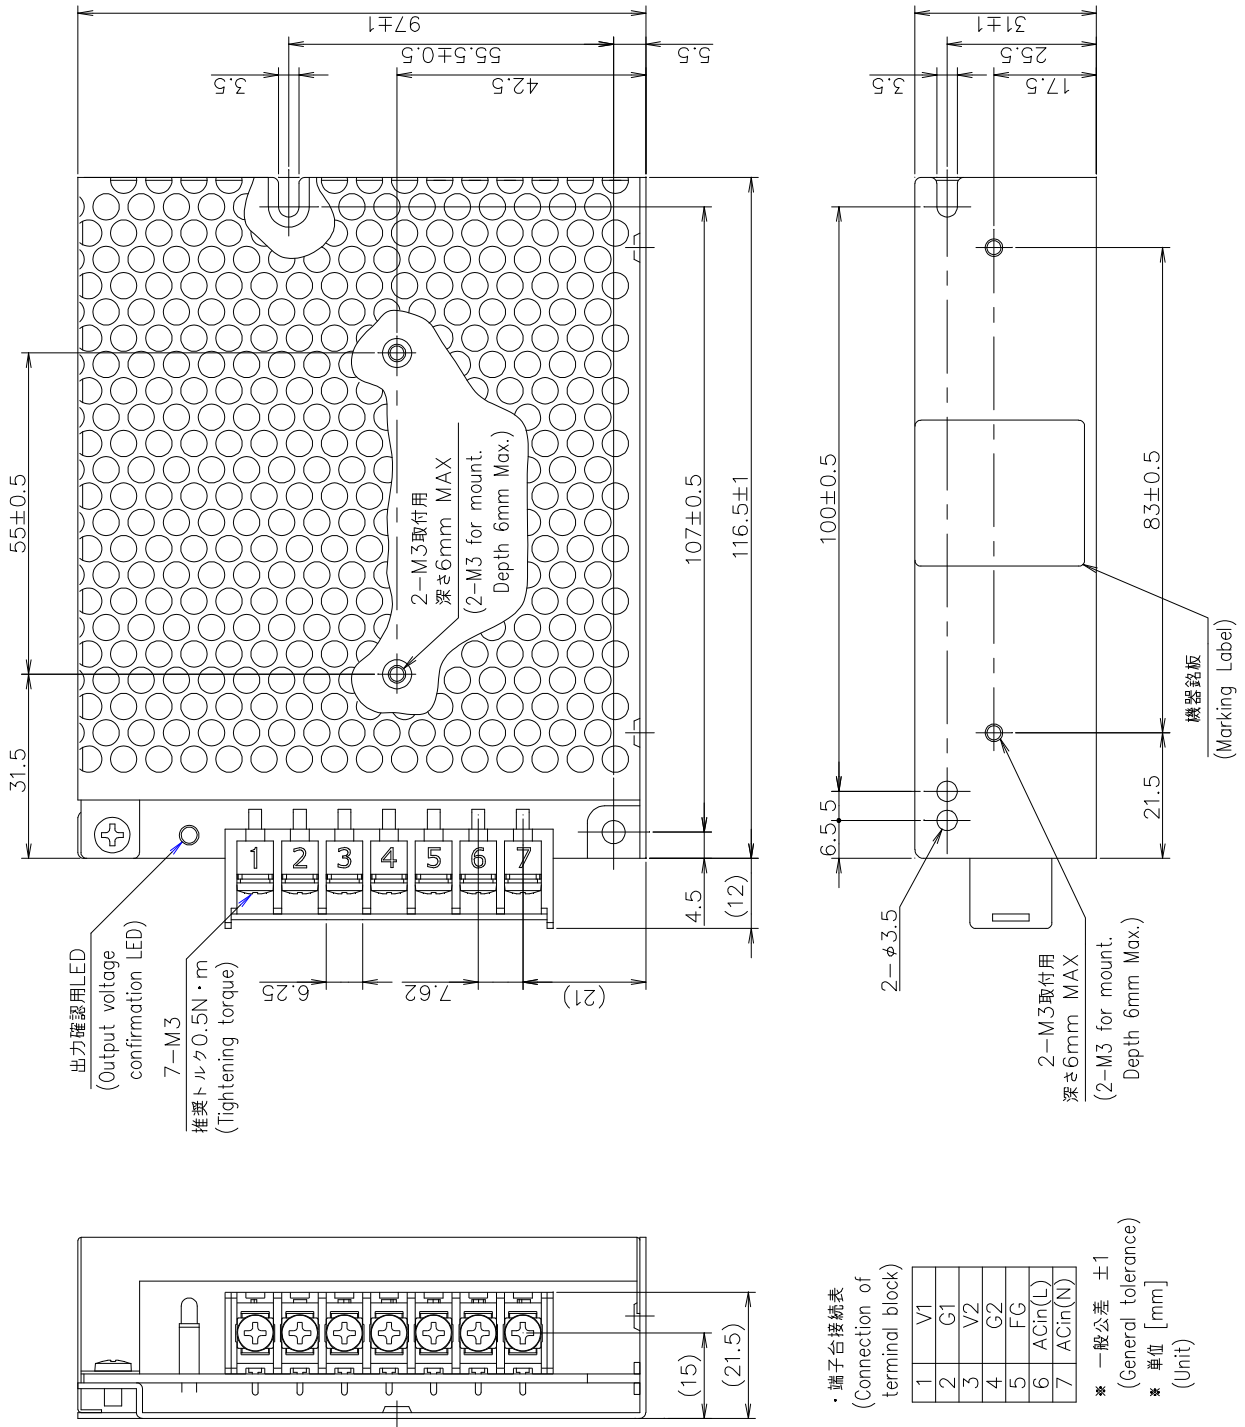 97±1
55.5±0.5
5.5
3.5
42.5
31±1
25.5
3.5
17.5
55±0.5
31.5
2-M3取付用
深さ6mm MAX
(2-M3 for mount.
Depth 6mm Max.)
107±0.5
116.5±1
4.5
(12)
1
2
3
4
5
6
7
6.25
7.62
(21)
出力確認用LED
(Output voltage
confirmation LED)
7-M3
推奨トルク0.5N・m
(Tightening torque)
100±0.5
83±0.5
5
6.5
21.5
機器銘板
(Marking Label)
2-φ3.5
2-M3取付用
深さ6mm MAX
(2-M3 for mount.
Depth 6mm Max.)
(15)
(21.5)
・端子台接続表
(Connection of
terminal block)
1 V1
2 G1
3 V2
4 G2
5 FG
6 ACin(L)
7 ACin(N)
※ 一般公差 ±1
(General tolerance)
※ 単位 [mm]
(Unit)